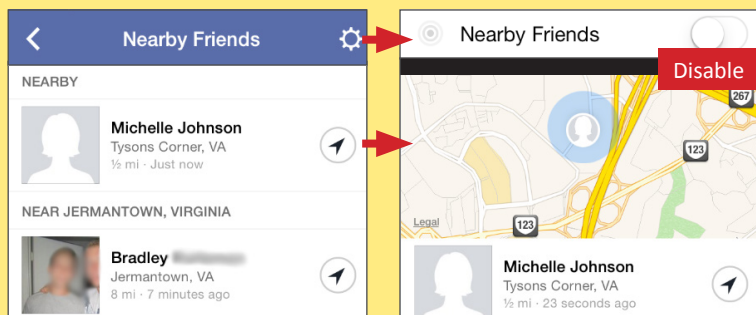 Nearby Friends
NEARBY
Michelle Johnson
Tysons Corner, VA
½ mi · Just now
NEAR JERMANTOWN, VIRGINIA
Bradley
Jermantown, VA
8 mi · 7 minutes ago
Nearby Friends
Disable
267
123
123
Legal
Michelle Johnson
Tysons Corner, VA
½ mi · 23 seconds ago